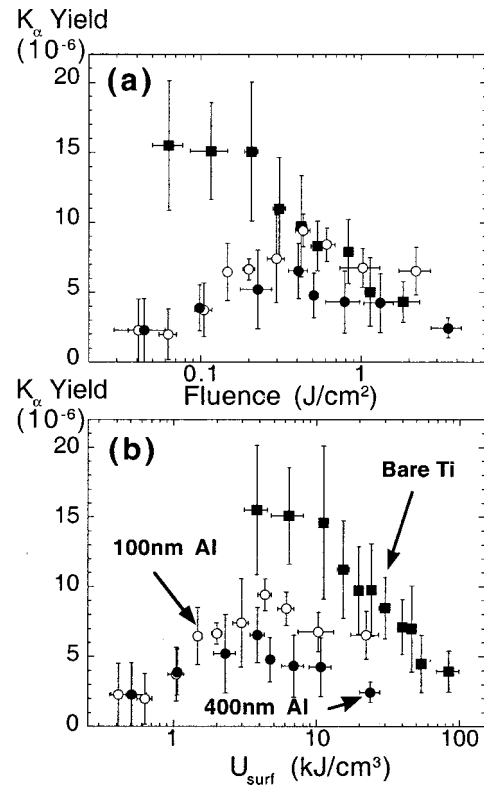 Kα Yield
(10⁻⁶)
20
(a)
15
10
5
0
0.1
1
Fluence (J/cm²)
Kα Yield
(10⁻⁶)
20
(b)
Bare Ti
15
100nm Al
10
5
400nm Al
0
1
10
100
U_surf (kJ/cm³)